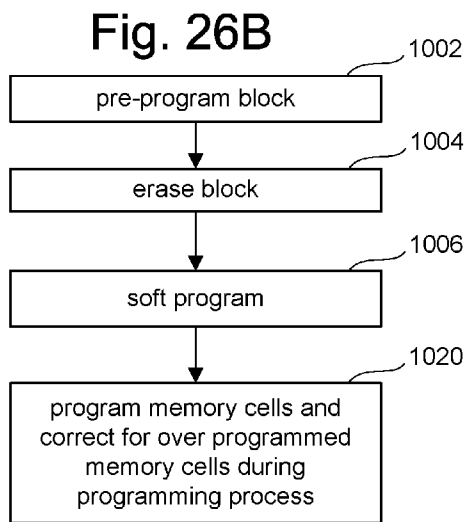 Fig. 26B
1002
pre-program block
1004
erase block
1006
soft program
1020
program memory cells and
correct for over programmed
memory cells during
programming process